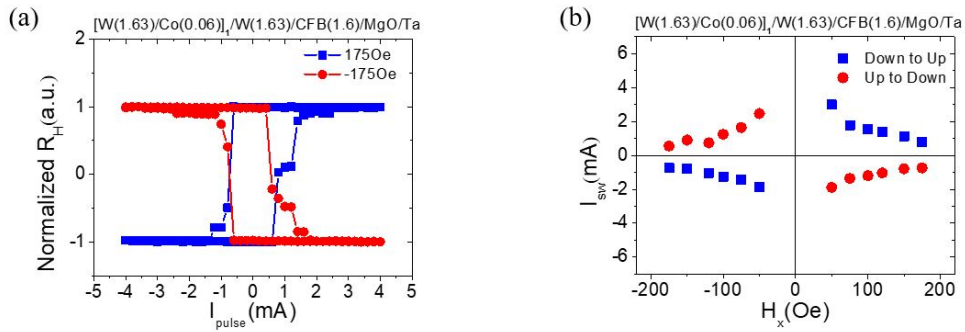 (a)
[W(1.63)/Co(0.06)]1/W(1.63)/CFB(1.6)/MgO/Ta
Normalized RH(a.u.)
2
1
0
-1
175Oe
-175Oe
-5 -4 -3 -2 -1 0 1 2 3 4 5
Ipulse(mA)
(b)
[W(1.63)/Co(0.06)]1/W(1.63)/CFB(1.6)/MgO/Ta
Isw(mA)
6
4
2
0
-2
-4
-6
Down to Up
Up to Down
-200 -100 0 100 200
Hx(Oe)